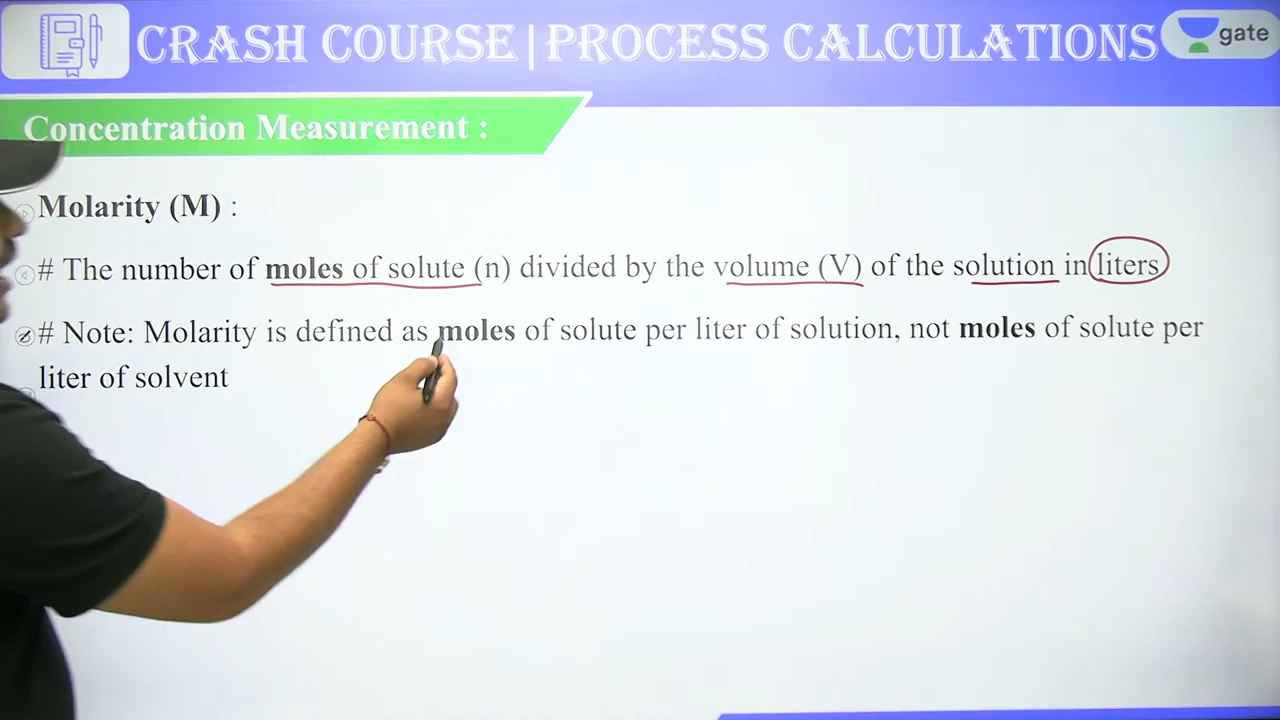 CRASH COURSE|PROCESS CALCULATIONS
gate
Concentration Measurement :
Molarity (M) :
# The number of moles of solute (n) divided by the volume (V) of the solution in liters
# Note: Molarity is defined as moles of solute per liter of solution, not moles of solute per
liter of solvent